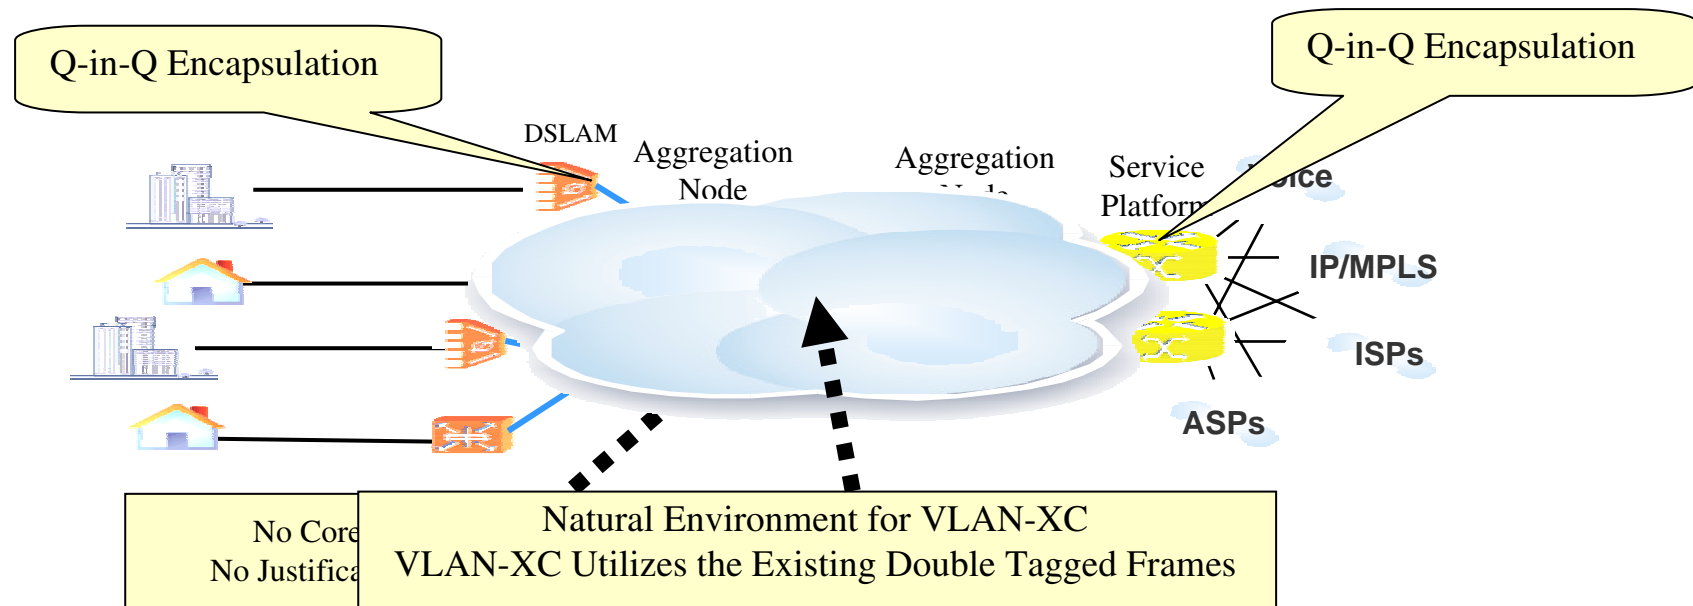 Q-in-Q Encapsulation
Q-in-Q Encapsulation
DSLAM
Aggregation
Node
Aggregation
Service
Platform
IP/MPLS
ISPs
ASPs
No Core
No
Natural Environment for VLAN-XC
VLAN-XC Utilizes the Existing Double Tagged Frames